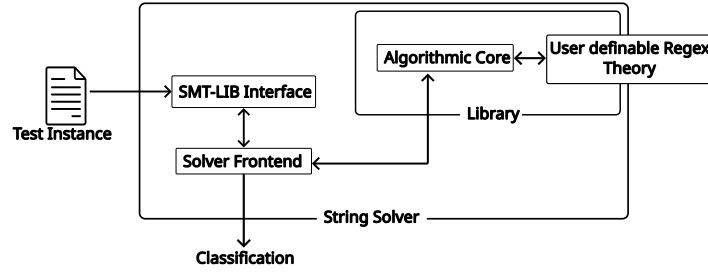 User definable Regex
Theory
Algorithmic Core
SMT-LIB Interface
Library
Test Instance
Solver Frontend
String Solver
Classification